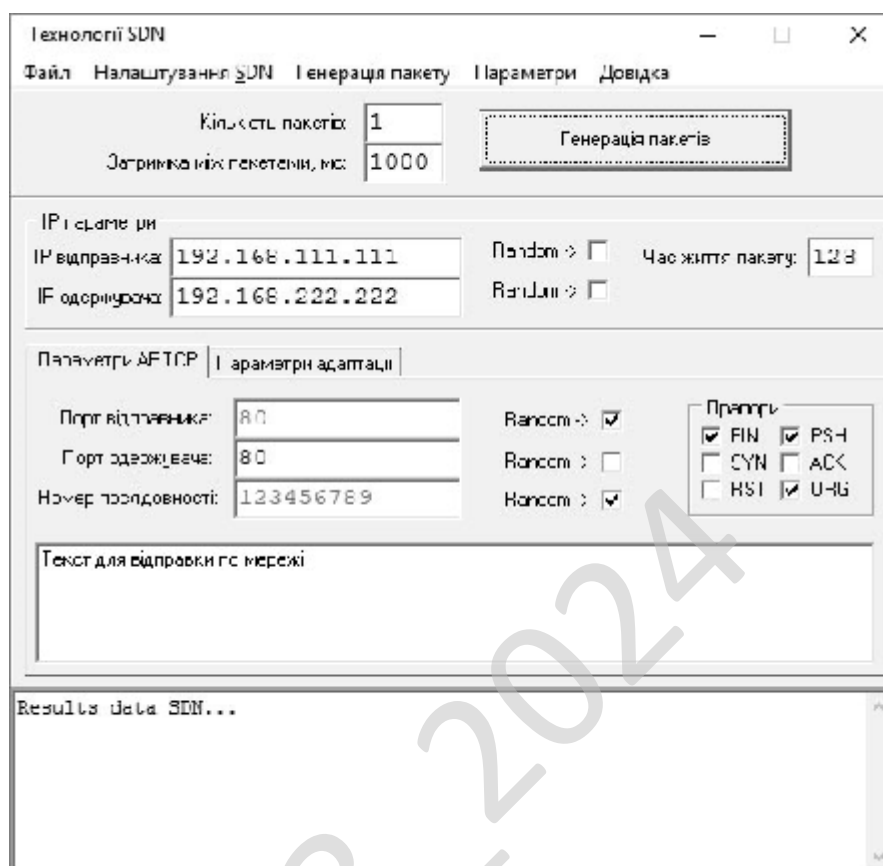 Технології SDN
Файл Налаштування SDN Генерація пакету Параметри Довідка
Кількість пакетів: 1
Генерація пакетів
Затримка між пакетами, мс: 1000
IP параметри
IP відправника: 192.168.111.111 Random -> Час життя пакету: 128
IP одержувача: 192.168.222.222 Random ->
Параметри TCP Параметри адаптації
Порт відправника: 80 Random -> Прапори
FIN PSH
Порт одержувача: 80 Random -> CYN ACK
Номер послідовності: 123456789 Random -> RST URG
Текст для відправки по мережі
Results data SDN...
2024